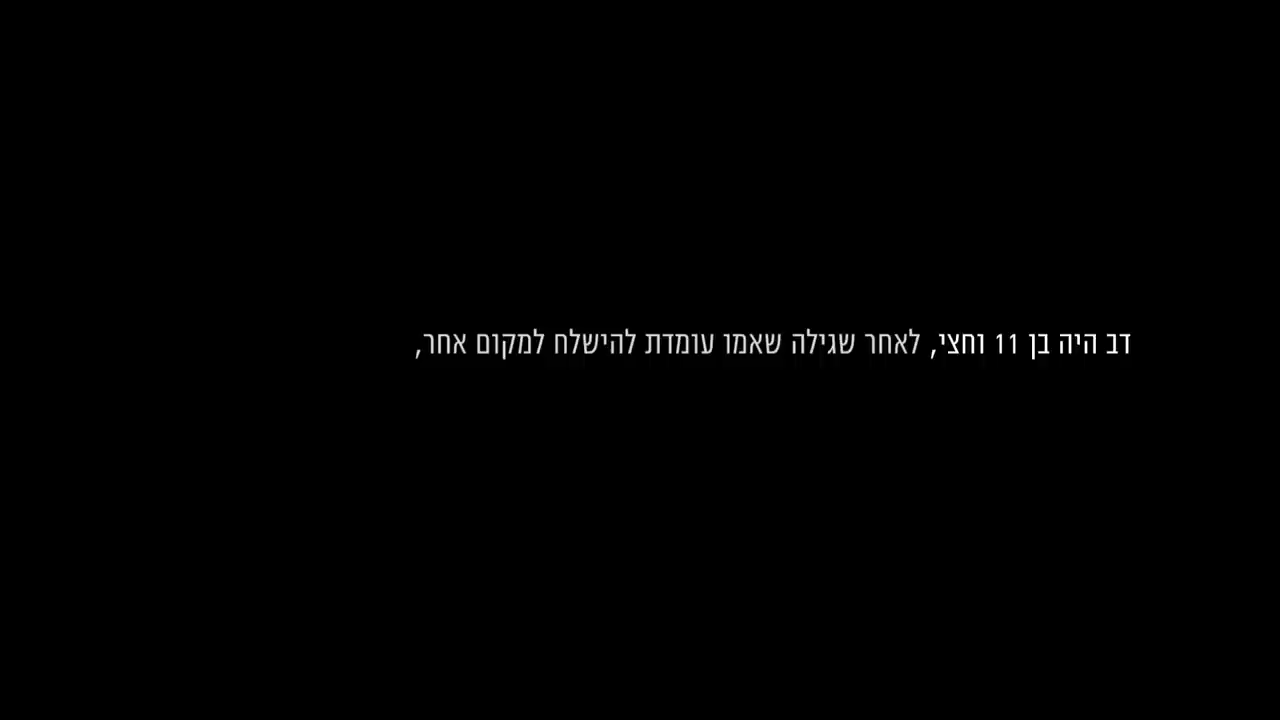 דב היה בן 11 וחצי, לאחר שגילה שאמו עומדת להישלח למקום אחר,